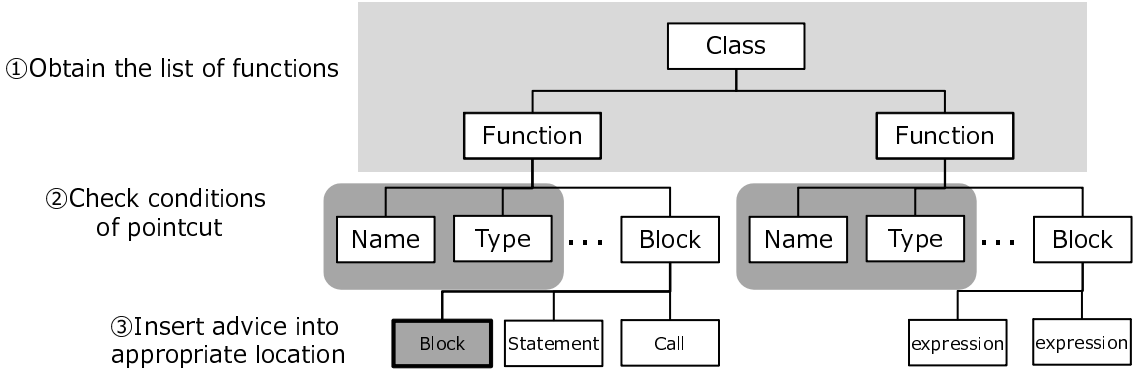 Class
①Obtain the list of functions
Function Function
②Check conditions
of pointcut
Name Type ... Block Name Type ... Block
③Insert advice into
appropriate location
Block Statement Call expression expression